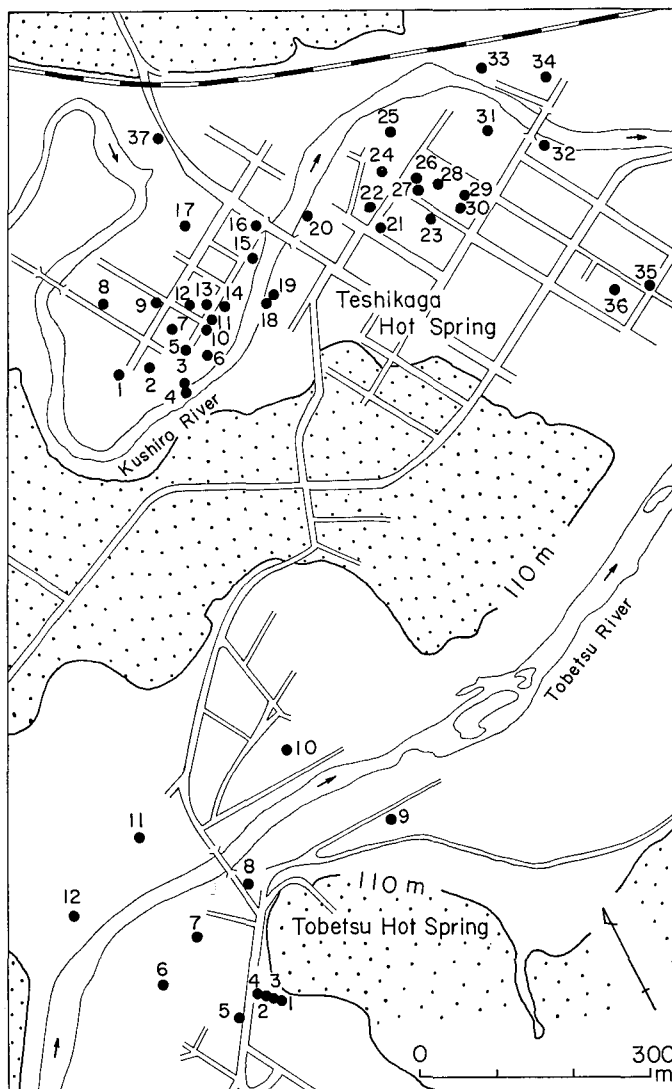 33 34
37 25 31
32
24 26 28
27 29
22 30
17 16 20 21 23
15
35
8 9 12 13 14 19 36
18
7 11
10
5 6
1 2 3
4
Teshikaga
Hot Spring
Kushiro River
110 m
Tobetsu River
10
11 9
8
110 m
12
7
Tobetsu Hot Spring
6 4 3
5 2 1
0 300
m